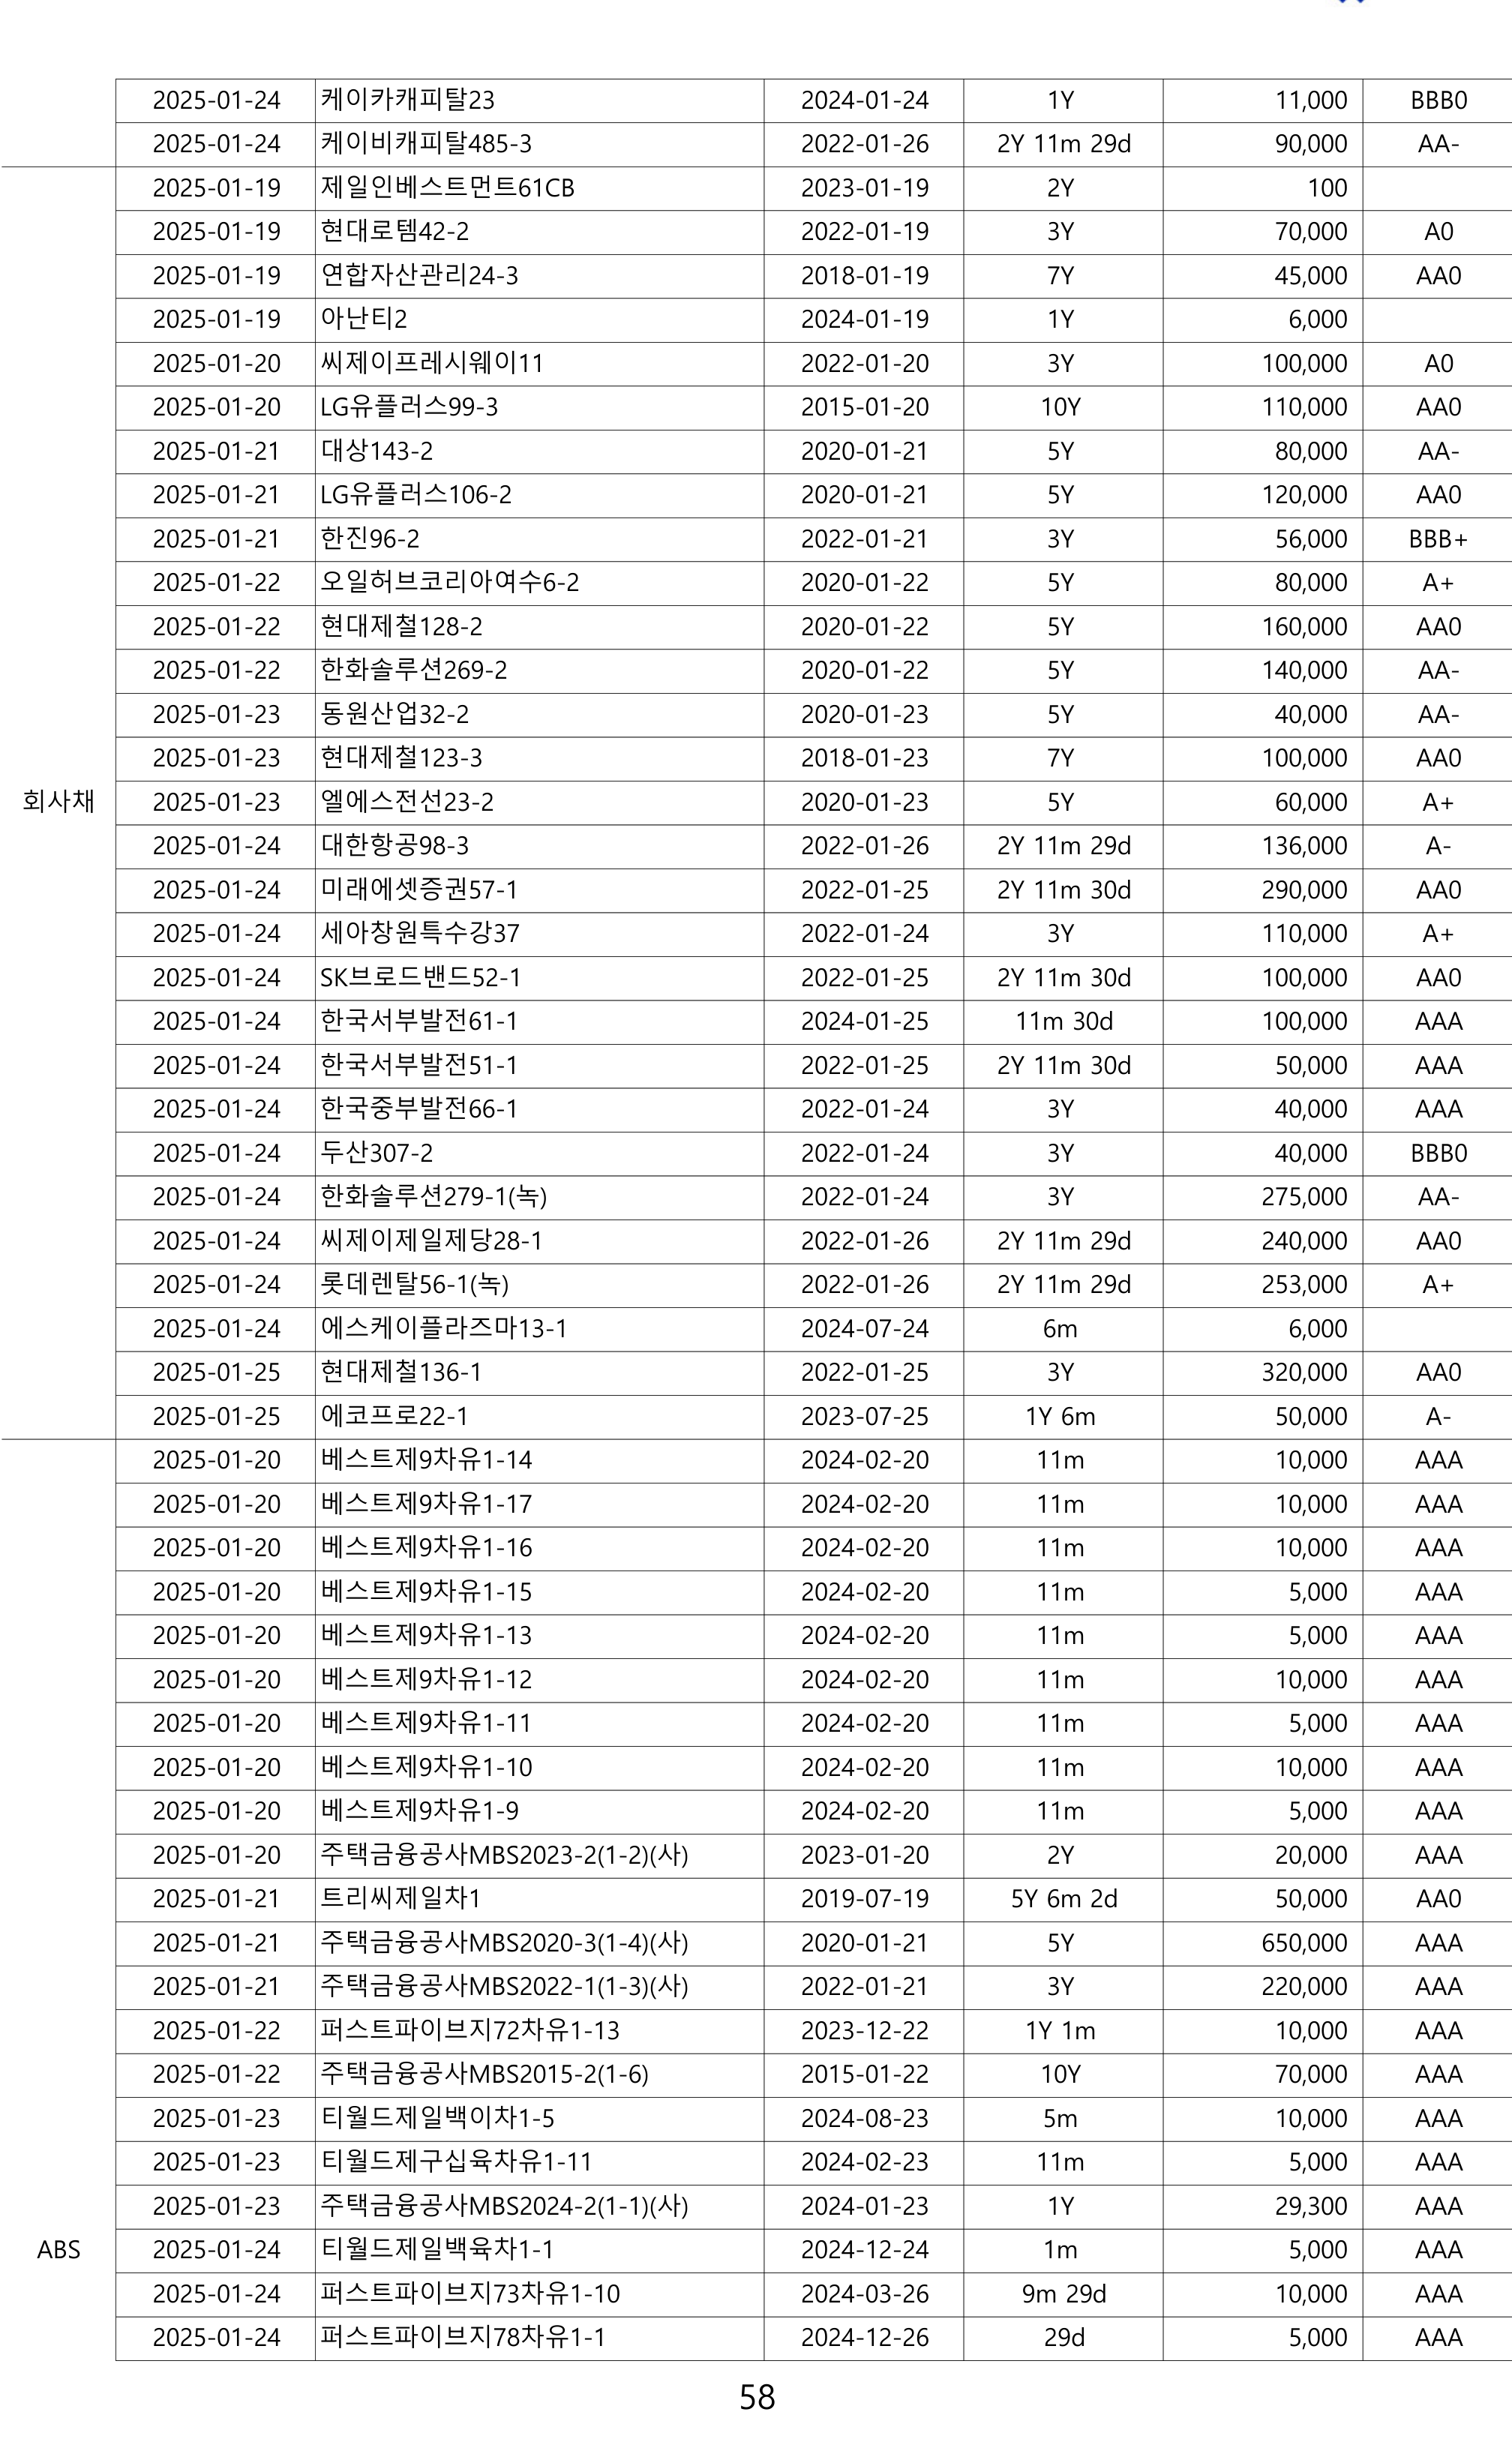 2025-01-24 케이카캐피탈23 2024-01-24 1Y 11,000 BBB0
2025-01-24 케이비캐피탈485-3 2022-01-26 2Y 11m 29d 90,000 AA-
2025-01-19 제일인베스트먼트61CB 2023-01-19 2Y 100
2025-01-19 현대로템42-2 2022-01-19 3Y 70,000 A0
2025-01-19 연합자산관리24-3 2018-01-19 7Y 45,000 AA0
2025-01-19 아난티2 2024-01-19 1Y 6,000
2025-01-20 씨제이프레시웨이11 2022-01-20 3Y 100,000 A0
2025-01-20 LG유플러스99-3 2015-01-20 10Y 110,000 AA0
2025-01-21 대상143-2 2020-01-21 5Y 80,000 AA-
2025-01-21 LG유플러스106-2 2020-01-21 5Y 120,000 AA0
2025-01-21 한진96-2 2022-01-21 3Y 56,000 BBB+
2025-01-22 오일허브코리아여수6-2 2020-01-22 5Y 80,000 A+
2025-01-22 현대제철128-2 2020-01-22 5Y 160,000 AA0
2025-01-22 한화솔루션269-2 2020-01-22 5Y 140,000 AA-
2025-01-23 동원산업32-2 2020-01-23 5Y 40,000 AA-
2025-01-23 현대제철123-3 2018-01-23 7Y 100,000 AA0
회사채 2025-01-23 엘에스전선23-2 2020-01-23 5Y 60,000 A+
2025-01-24 대한항공98-3 2022-01-26 2Y 11m 29d 136,000 A-
2025-01-24 미래에셋증권57-1 2022-01-25 2Y 11m 30d 290,000 AA0
2025-01-24 세아창원특수강37 2022-01-24 3Y 110,000 A+
2025-01-24 SK브로드밴드52-1 2022-01-25 2Y 11m 30d 100,000 AA0
2025-01-24 한국서부발전61-1 2024-01-25 11m 30d 100,000 AAA
2025-01-24 한국서부발전51-1 2022-01-25 2Y 11m 30d 50,000 AAA
2025-01-24 한국중부발전66-1 2022-01-24 3Y 40,000 AAA
2025-01-24 두산307-2 2022-01-24 3Y 40,000 BBB0
2025-01-24 한화솔루션279-1(녹) 2022-01-24 3Y 275,000 AA-
2025-01-24 씨제이제일제당28-1 2022-01-26 2Y 11m 29d 240,000 AA0
2025-01-24 롯데렌탈56-1(녹) 2022-01-26 2Y 11m 29d 253,000 A+
2025-01-24 에스케이플라즈마13-1 2024-07-24 6m 6,000
2025-01-25 현대제철136-1 2022-01-25 3Y 320,000 AA0
2025-01-25 에코프로22-1 2023-07-25 1Y 6m 50,000 A-
2025-01-20 베스트제9차유1-14 2024-02-20 11m 10,000 AAA
2025-01-20 베스트제9차유1-17 2024-02-20 11m 10,000 AAA
2025-01-20 베스트제9차유1-16 2024-02-20 11m 10,000 AAA
2025-01-20 베스트제9차유1-15 2024-02-20 11m 5,000 AAA
2025-01-20 베스트제9차유1-13 2024-02-20 11m 5,000 AAA
2025-01-20 베스트제9차유1-12 2024-02-20 11m 10,000 AAA
2025-01-20 베스트제9차유1-11 2024-02-20 11m 5,000 AAA
2025-01-20 베스트제9차유1-10 2024-02-20 11m 10,000 AAA
2025-01-20 베스트제9차유1-9 2024-02-20 11m 5,000 AAA
2025-01-20 주택금융공사MBS2023-2(1-2)(사) 2023-01-20 2Y 20,000 AAA
2025-01-21 트리씨제일차1 2019-07-19 5Y 6m 2d 50,000 AA0
2025-01-21 주택금융공사MBS2020-3(1-4)(사) 2020-01-21 5Y 650,000 AAA
2025-01-21 주택금융공사MBS2022-1(1-3)(사) 2022-01-21 3Y 220,000 AAA
2025-01-22 퍼스트파이브지72차유1-13 2023-12-22 1Y 1m 10,000 AAA
2025-01-22 주택금융공사MBS2015-2(1-6) 2015-01-22 10Y 70,000 AAA
2025-01-23 티월드제일백이차1-5 2024-08-23 5m 10,000 AAA
2025-01-23 티월드제구십육차유1-11 2024-02-23 11m 5,000 AAA
2025-01-23 주택금융공사MBS2024-2(1-1)(사) 2024-01-23 1Y 29,300 AAA
ABS 2025-01-24 티월드제일백육차1-1 2024-12-24 1m 5,000 AAA
2025-01-24 퍼스트파이브지73차유1-10 2024-03-26 9m 29d 10,000 AAA
2025-01-24 퍼스트파이브지78차유1-1 2024-12-26 29d 5,000 AAA
58